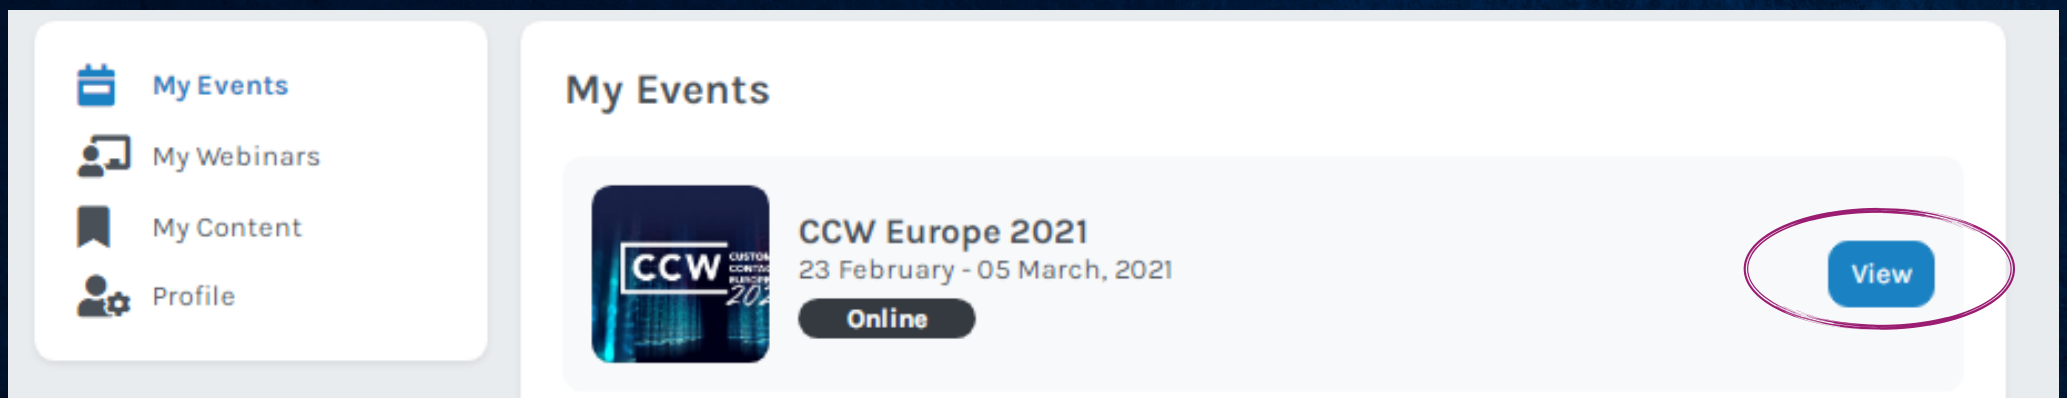 My Events
My Webinars
My Content
Profile
My Events
CCW
CCW Europe 2021
23 February - 05 March, 2021
Online
View